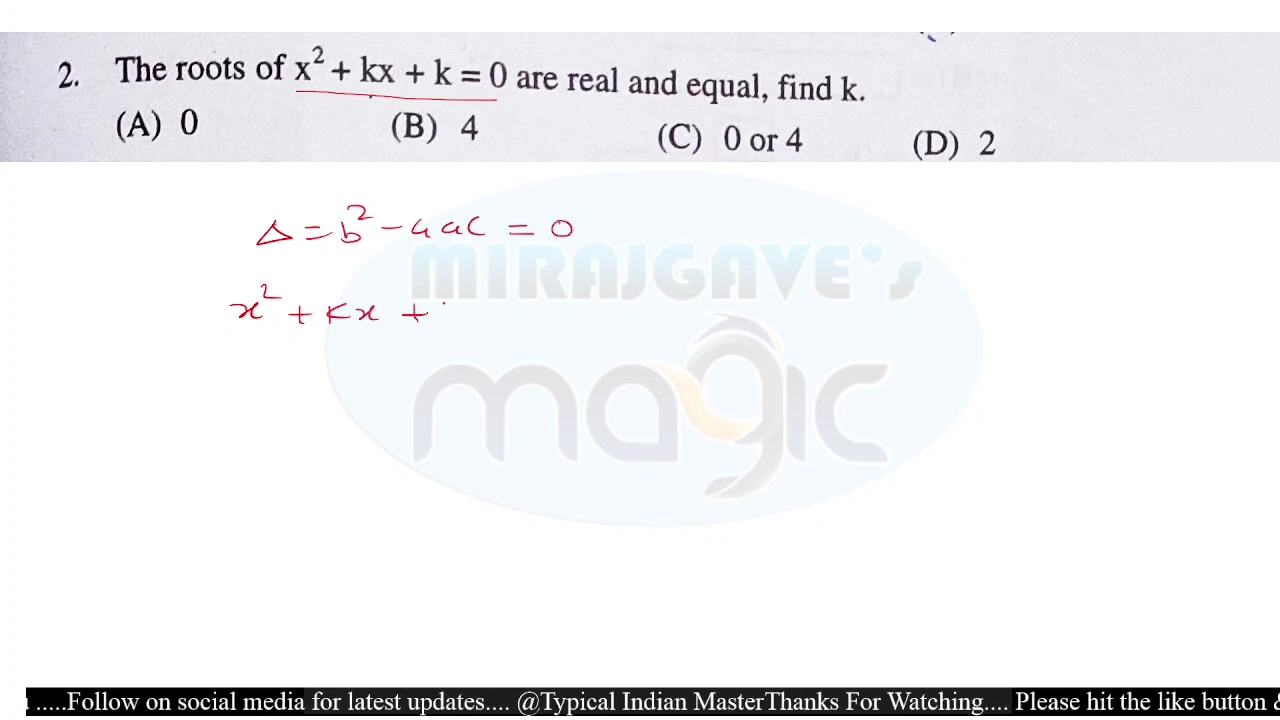 2. The roots of x² + kx + k = 0 are real and equal, find k.
(A) 0 (B) 4 (C) 0 or 4 (D) 2
Δ = b² - 4ac = 0
x² + kx +
MIRAJGAVE's
magic
.....Follow on social media for latest updates.... @Typical Indian MasterThanks For Watching.... Please hit the like button &